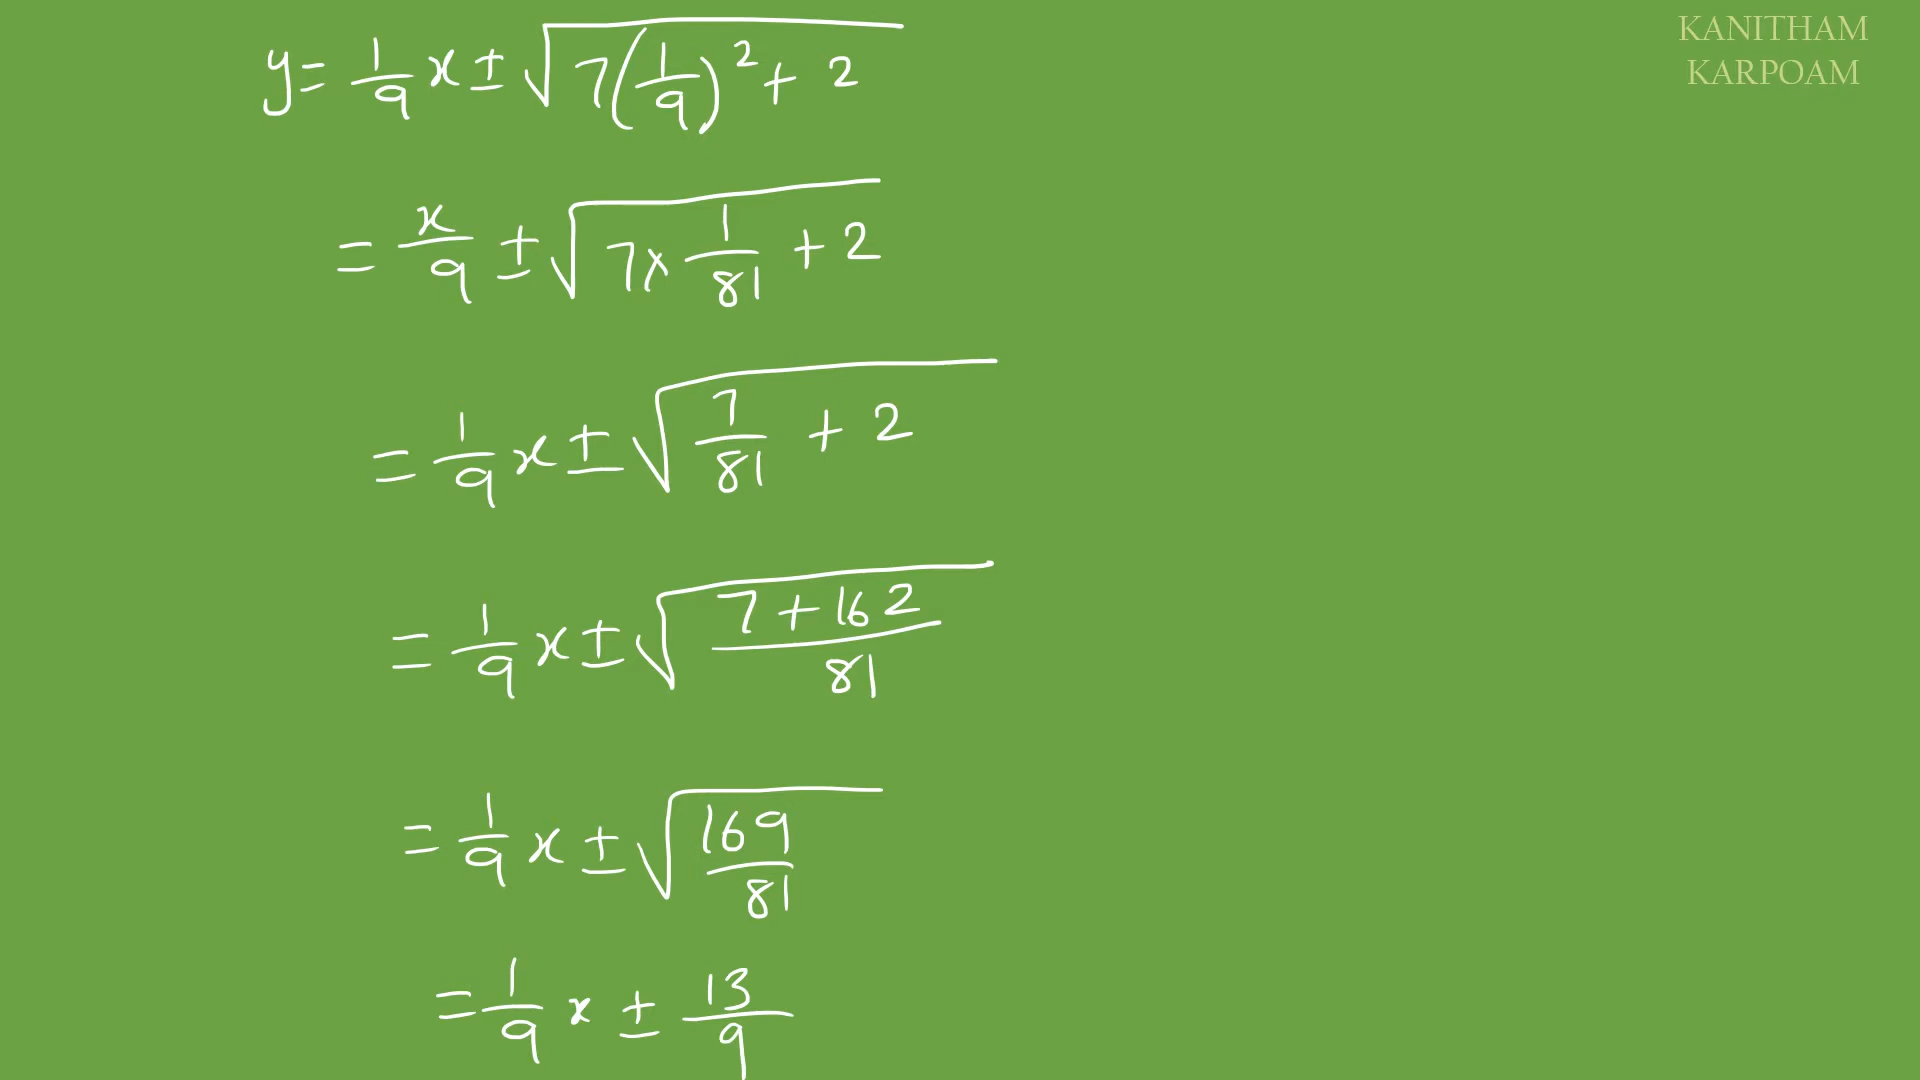 KANITHAM
KARPOAM
y = 1/9 x ± √(7(1/9)² + 2)
= x/9 ± √(7 × 1/81 + 2)
= 1/9 x ± √(7/81 + 2)
= 1/9 x ± √((7 + 162)/81)
= 1/9 x ± √(169/81)
= 1/9 x ± 13/9